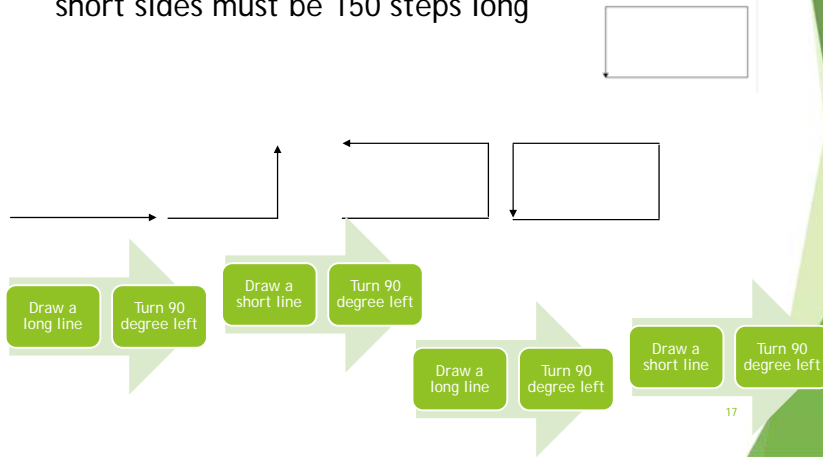 short sides must be 150 steps long
Draw a
long line
Turn 90
degree left
Draw a
short line
Turn 90
degree left
Draw a
long line
Turn 90
degree left
Draw a
short line
Turn 90
degree left
17